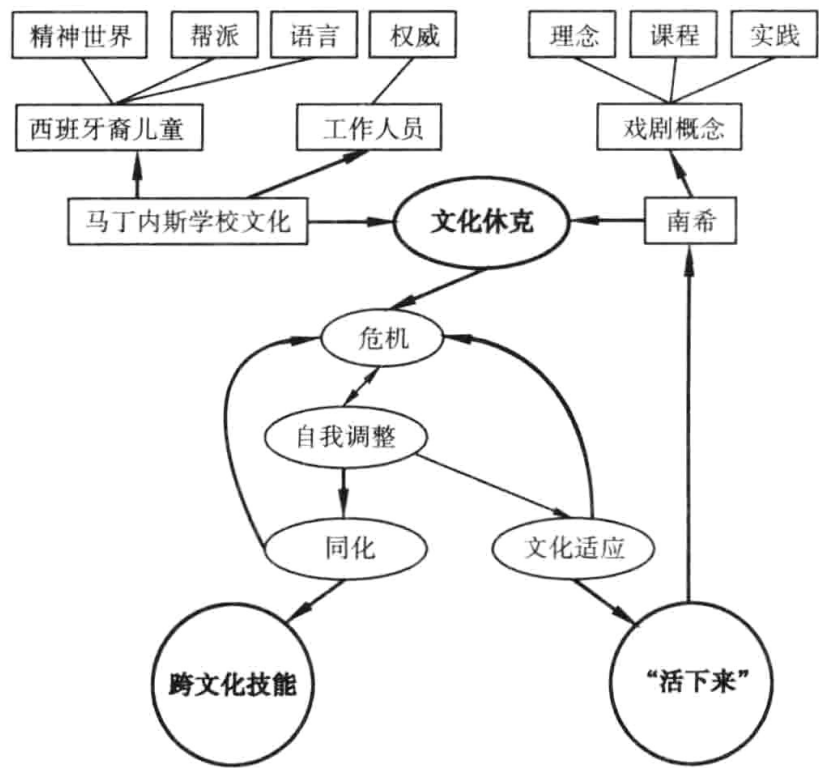 精神世界
帮派
语言
权威
理念
课程
实践
西班牙裔儿童
工作人员
戏剧概念
马丁内斯学校文化
文化休克
南希
危机
自我调整
同化
文化适应
跨文化技能
“活下来”